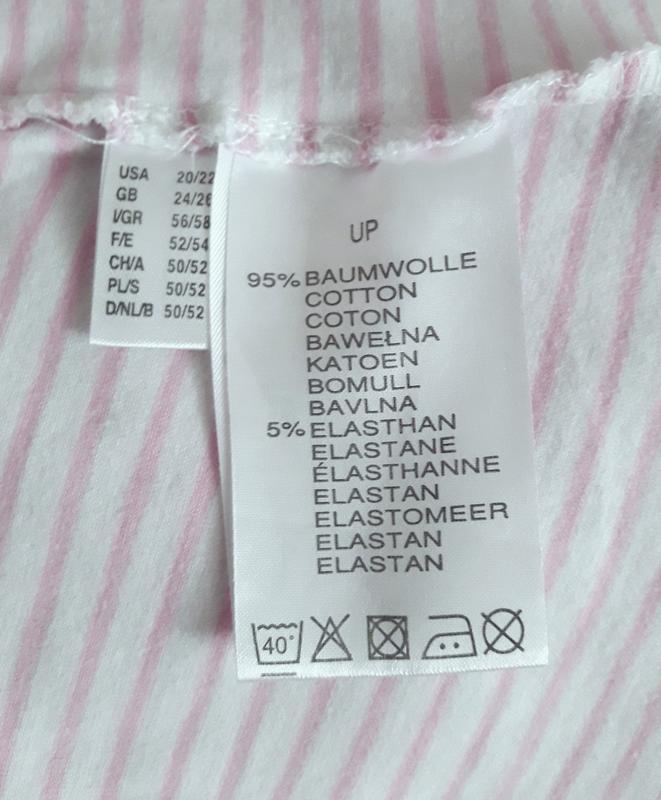 USA 20/22
GB 24/26
I/GR 56/58
F/E 52/54
CH/A 50/52
PL/S 50/52
D/NL/B 50/52
UP
95% BAUMWOLLE
COTTON
COTON
BAWEŁNA
KATOEN
BOMULL
BAVLNA
5% ELASTHAN
ELASTANE
ÉLASTHANNE
ELASTAN
ELASTOMEER
ELASTAN
ELASTAN
40°